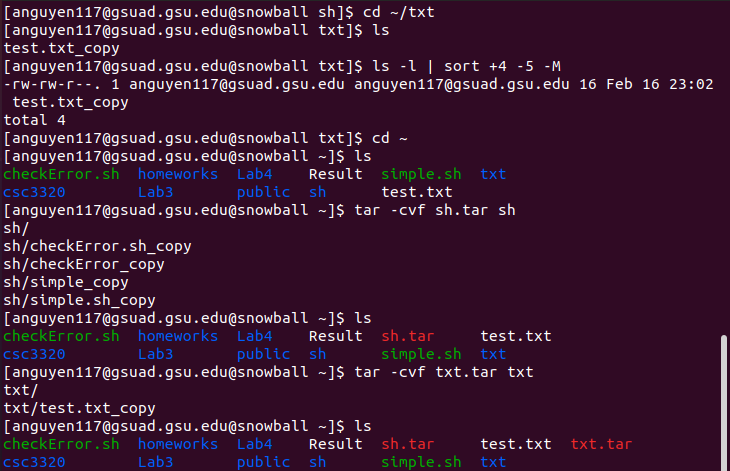 [anguyen117@gsuad.gsu.edu@snowball sh]$ cd ~/txt
[anguyen117@gsuad.gsu.edu@snowball txt]$ ls
test.txt_copy
[anguyen117@gsuad.gsu.edu@snowball txt]$ ls -l | sort +4 -5 -M
-rw-rw-r--. 1 anguyen117@gsuad.gsu.edu anguyen117@gsuad.gsu.edu 16 Feb 16 23:02
 test.txt_copy
total 4
[anguyen117@gsuad.gsu.edu@snowball txt]$ cd ~
[anguyen117@gsuad.gsu.edu@snowball ~]$ ls
checkError.sh  homeworks  Lab4    Result  simple.sh  txt
csc3320        Lab3       public  sh      test.txt
[anguyen117@gsuad.gsu.edu@snowball ~]$ tar -cvf sh.tar sh
sh/
sh/checkError.sh_copy
sh/checkError_copy
sh/simple_copy
sh/simple.sh_copy
[anguyen117@gsuad.gsu.edu@snowball ~]$ ls
checkError.sh  homeworks  Lab4    Result  sh.tar     test.txt
csc3320        Lab3       public  sh      simple.sh  txt
[anguyen117@gsuad.gsu.edu@snowball ~]$ tar -cvf txt.tar txt
txt/
txt/test.txt_copy
[anguyen117@gsuad.gsu.edu@snowball ~]$ ls
checkError.sh  homeworks  Lab4    Result  sh.tar     test.txt  txt.tar
csc3320        Lab3       public  sh      simple.sh  txt